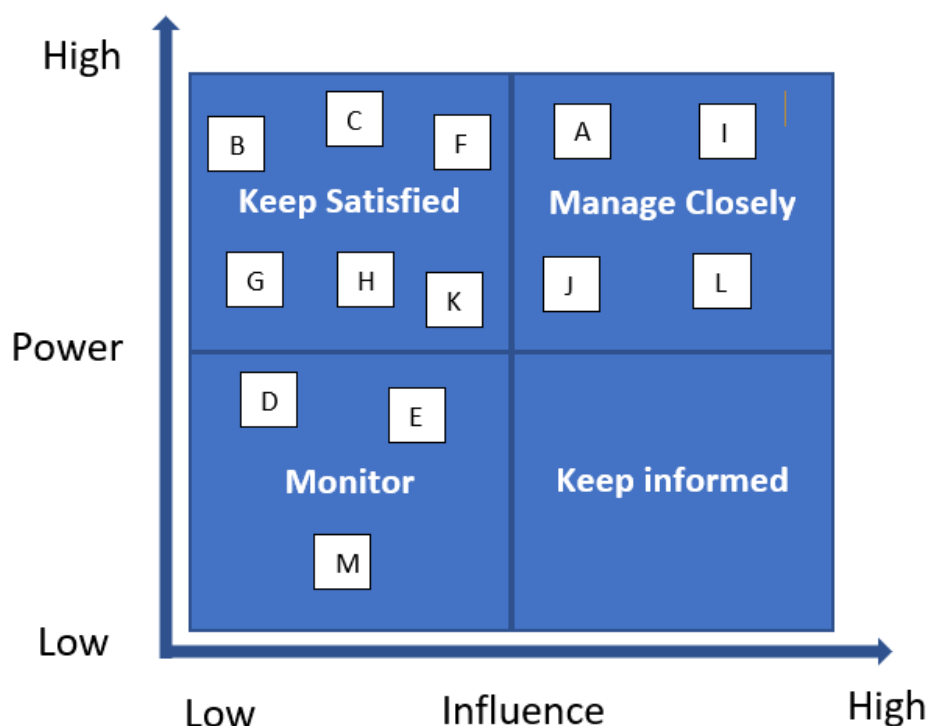 High
B
C
F
A
I
Keep Satisfied
Manage Closely
G
H
K
J
L
Power
D
E
Monitor
Keep informed
M
Low
Low
Influence
High